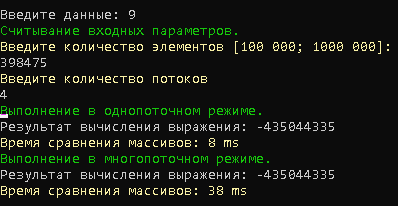 Введите данные: 9
Считывание входных параметров.
Введите количество элементов [100 000; 1000 000]:
398475
Введите количество потоков
4
Выполнение в однопоточном режиме.
Результат вычисления выражения: -435044335
Время сравнения массивов: 8 ms
Выполнение в многопоточном режиме.
Результат вычисления выражения: -435044335
Время сравнения массивов: 38 ms